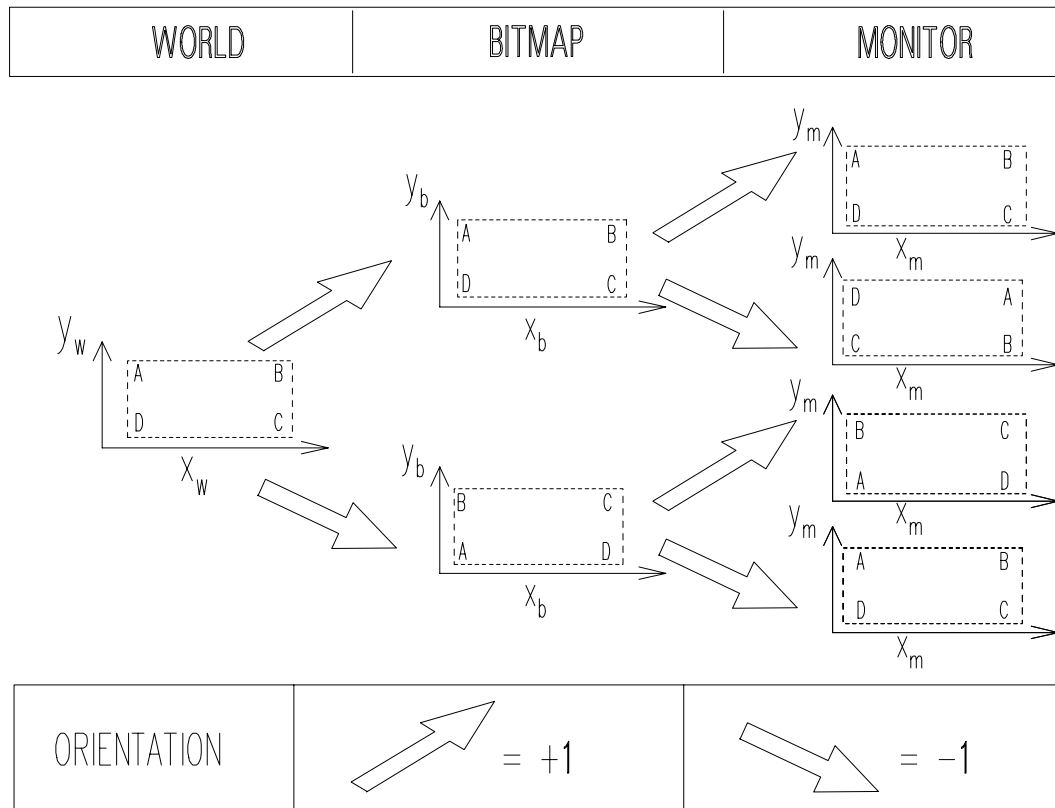 WORLD BITMAP MONITOR
y_m
A B
D C
x_m
y_b
A B
D C
x_b
y_m
D A
C B
x_m
y_w
A B
D C
x_w
y_m
B C
A D
x_m
y_b
B C
A D
x_b
y_m
A B
D C
x_m
ORIENTATION = +1 = -1